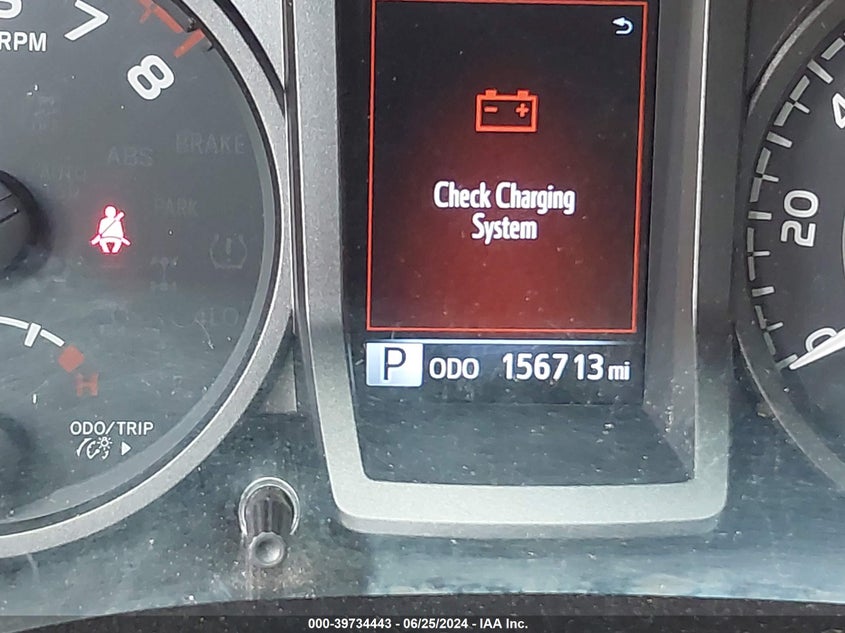 RPM
7
8
ABS
BRAKE
PARK
Check Charging
System
P ODO 156713 mi
H
ODO/TRIP
20
0
000-39734443 - 06/25/2024 - IAA Inc.